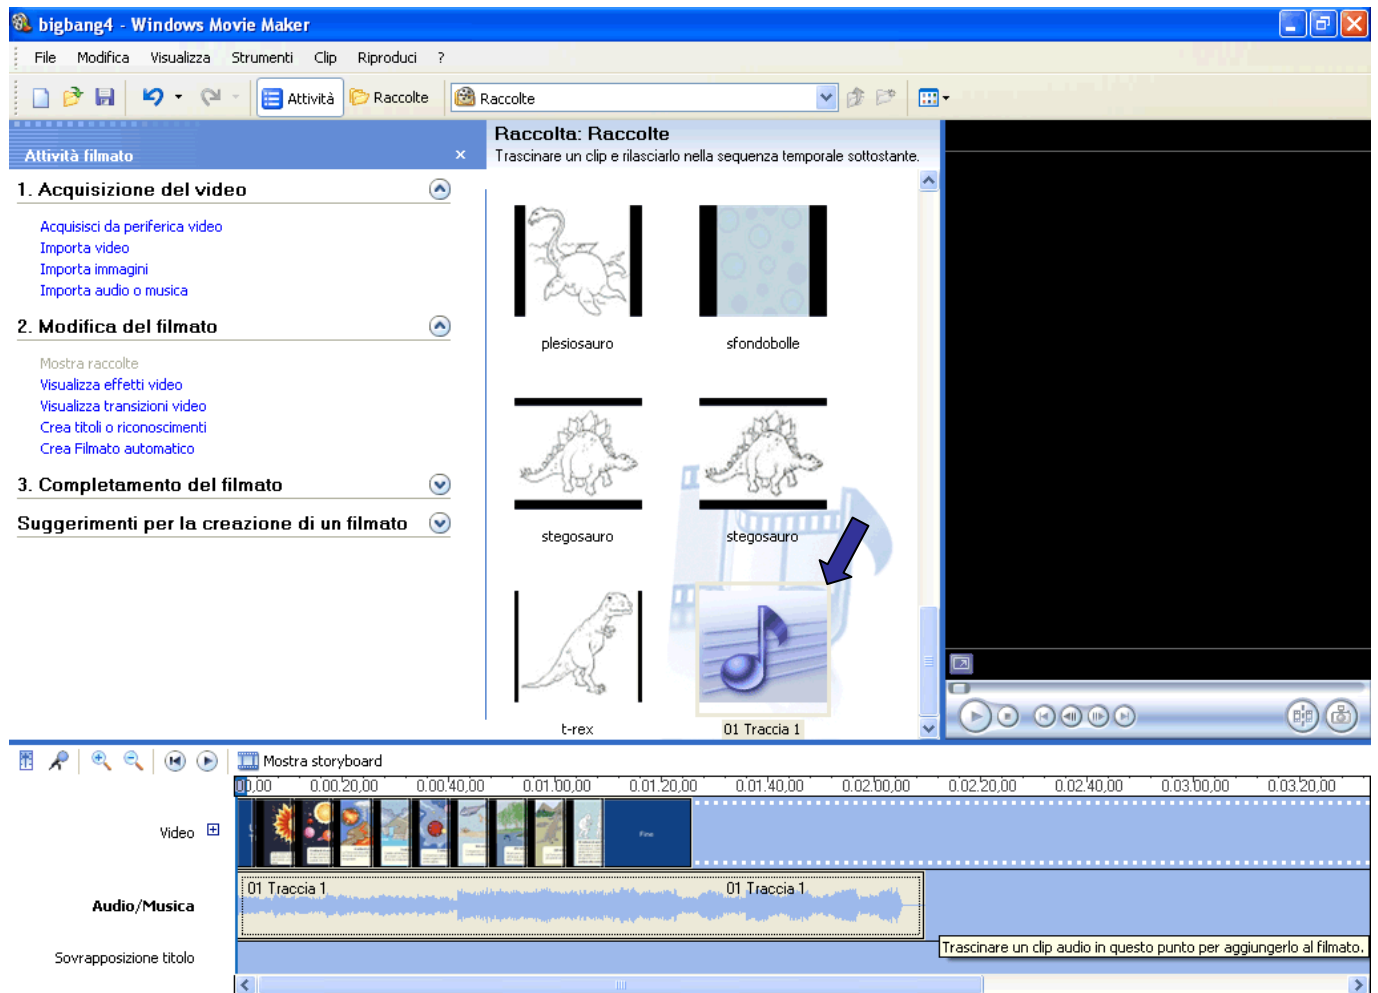 bigbang4 - Windows Movie Maker
File Modifica Visualizza Strumenti Clip Riproduci ?
Attività Raccolte Raccolte
Attività filmato
1. Acquisizione del video
Acquisisci da periferica video
Importa video
Importa immagini
Importa audio o musica
2. Modifica del filmato
Mostra raccolte
Visualizza effetti video
Visualizza transizioni video
Crea titoli o riconoscimenti
Crea Filmato automatico
3. Completamento del filmato
Suggerimenti per la creazione di un filmato
Raccolta: Raccolte
Trascinare un clip e rilasciarlo nella sequenza temporale sottostante.
plesiosauro sfondobolle
stegosauro stegosauro
t-rex 01 Traccia 1
Mostra storyboard
0,00 0.00.20,00 0.00.40,00 0.01.00,00 0.01.20,00 0.01.40,00 0.02.00,00 0.02.20,00 0.02.40,00 0.03.00,00 0.03.20,00
Video
Fine
Audio/Musica
01 Traccia 1 01 Traccia 1
Trascinare un clip audio in questo punto per aggiungerlo al filmato.
Sovrapposizione titolo